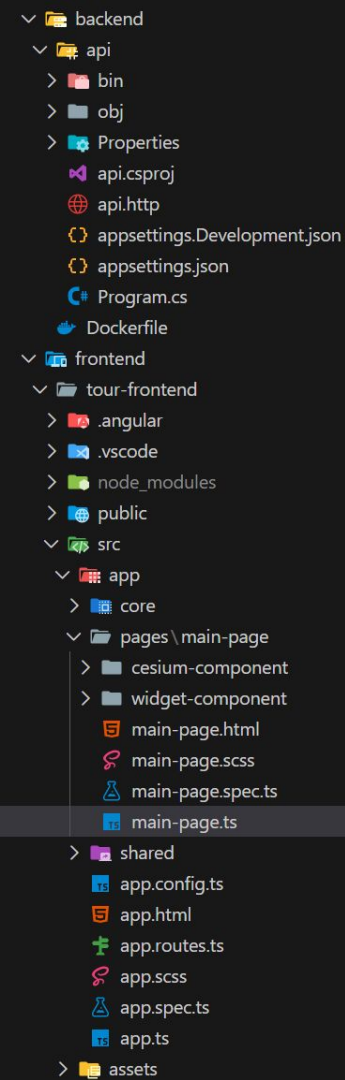 backend
api
bin
obj
Properties
api.csproj
api.http
appsettings.Development.json
appsettings.json
Program.cs
Dockerfile
frontend
tour-frontend
.angular
.vscode
node_modules
public
src
app
core
pages\main-page
cesium-component
widget-component
main-page.html
main-page.scss
main-page.spec.ts
main-page.ts
shared
app.config.ts
app.html
app.routes.ts
app.scss
app.spec.ts
app.ts
assets